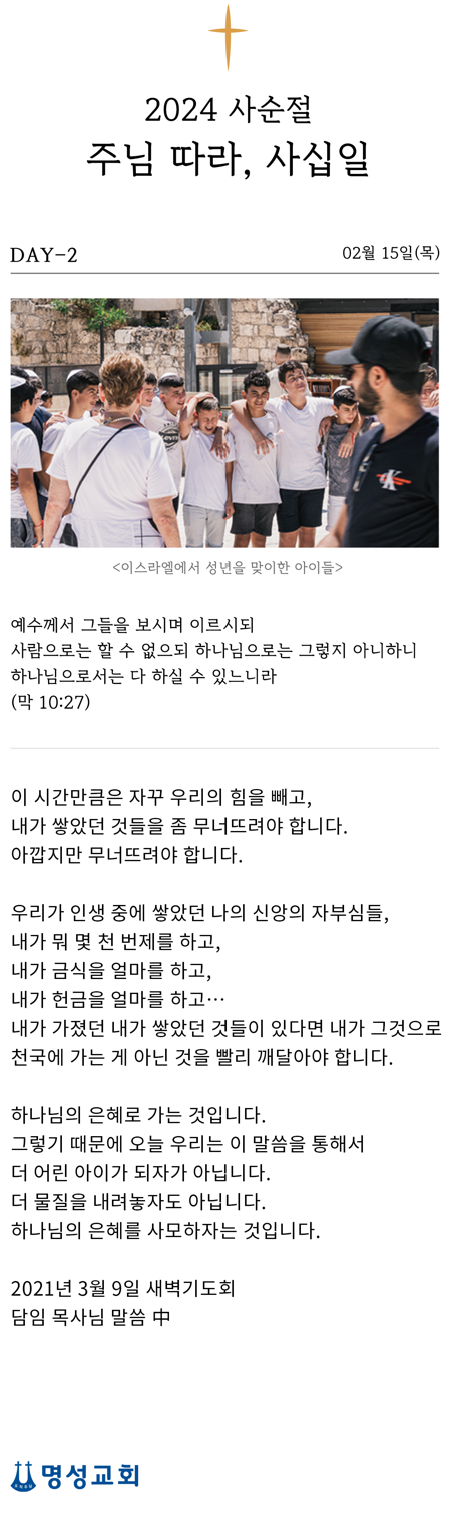 2024 사순절
주님 따라, 사십일
DAY-2
02월 15일(목)
<이스라엘에서 성년을 맞이한 아이들>
예수께서 그들을 보시며 이르시되
사람으로는 할 수 없으되 하나님으로는 그렇지 아니하니
하나님으로서는 다 하실 수 있느니라
(막 10:27)
이 시간만큼은 자꾸 우리의 힘을 빼고,
내가 쌓았던 것들을 좀 무너뜨려야 합니다.
아깝지만 무너뜨려야 합니다.
우리가 인생 중에 쌓았던 나의 신앙의 자부심들,
내가 뭐 몇 천 번제를 하고,
내가 금식을 얼마를 하고,
내가 헌금을 얼마를 하고…
내가 가졌던 내가 쌓았던 것들이 있다면 내가 그것으로
천국에 가는 게 아닌 것을 빨리 깨달아야 합니다.
하나님의 은혜로 가는 것입니다.
그렇기 때문에 오늘 우리는 이 말씀을 통해서
더 어린 아이가 되자가 아닙니다.
더 물질을 내려놓자도 아닙니다.
하나님의 은혜를 사모하자는 것입니다.
2021년 3월 9일 새벽기도회
담임 목사님 말씀 中
명성교회